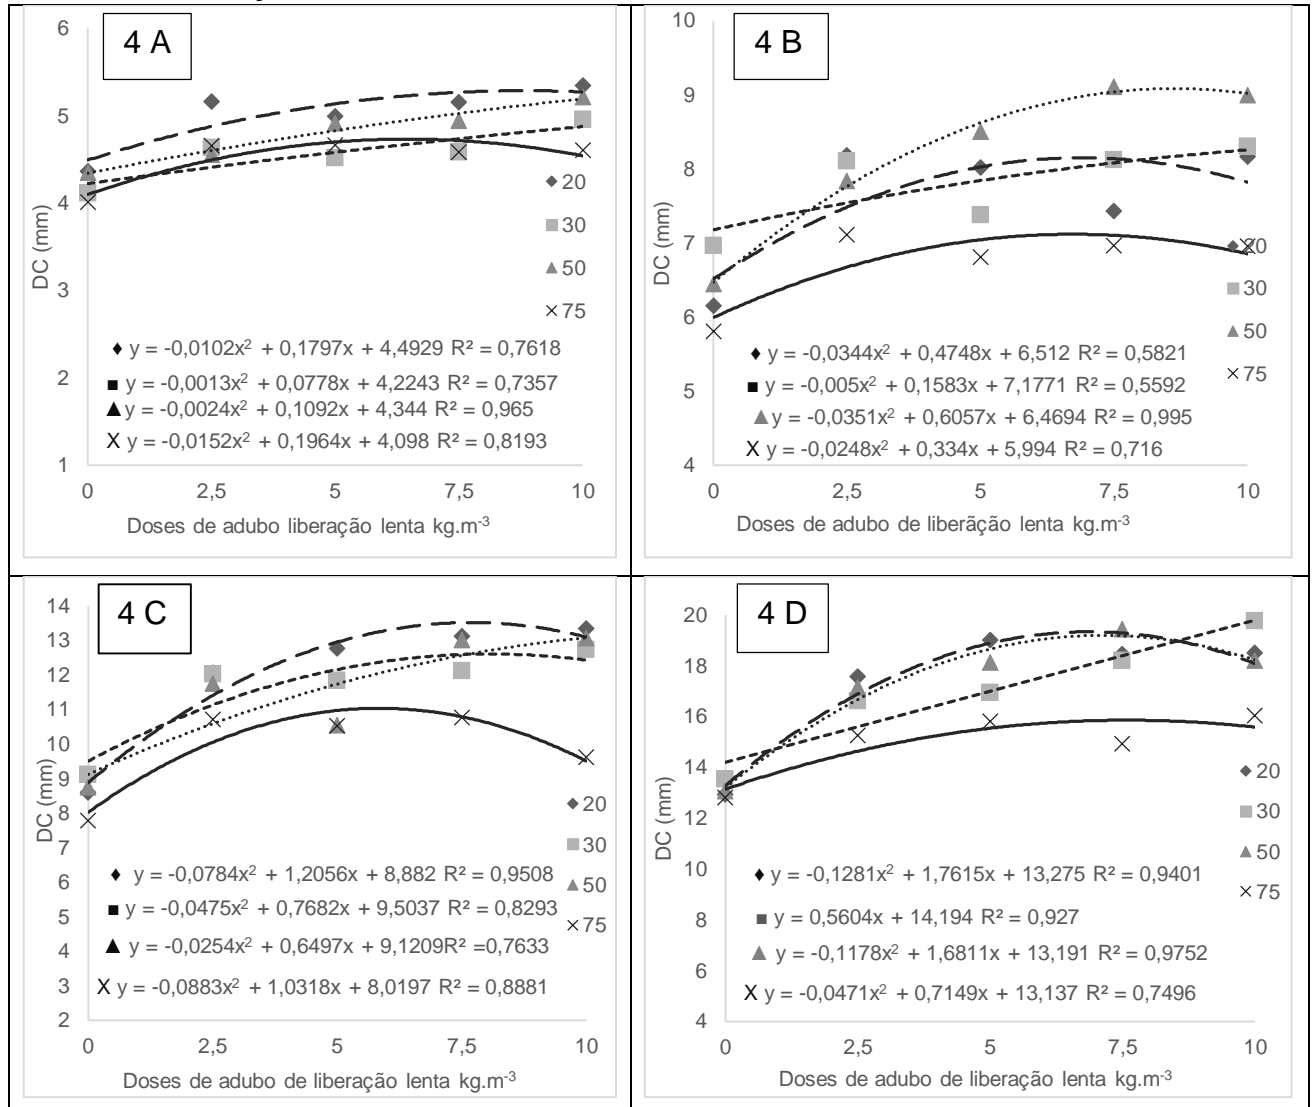 4 A
6
5
4
3
2
1
DC (mm)
20
30
50
75
♦ y = -0,0102x² + 0,1797x + 4,4929 R² = 0,7618
■ y = -0,0013x² + 0,0778x + 4,2243 R² = 0,7357
▲ y = -0,0024x² + 0,1092x + 4,344 R² = 0,965
X y = -0,0152x² + 0,1964x + 4,098 R² = 0,8193
0 2,5 5 7,5 10
Doses de adubo liberação lenta kg.m⁻³
4 B
10
9
8
7
6
5
4
DC (mm)
20
30
50
75
♦ y = -0,0344x² + 0,4748x + 6,512 R² = 0,5821
■ y = -0,005x² + 0,1583x + 7,1771 R² = 0,5592
▲ y = -0,0351x² + 0,6057x + 6,4694 R² = 0,995
X y = -0,0248x² + 0,334x + 5,994 R² = 0,716
0 2,5 5 7,5 10
Doses de adubo de liberãção lenta kg.m⁻³
4 C
14
13
12
11
10
9
8
7
6
5
4
3
2
DC (mm)
20
30
50
75
♦ y = -0,0784x² + 1,2056x + 8,882 R² = 0,9508
■ y = -0,0475x² + 0,7682x + 9,5037 R² = 0,8293
▲ y = -0,0254x² + 0,6497x + 9,1209R² =0,7633
X y = -0,0883x² + 1,0318x + 8,0197 R² = 0,8881
0 2,5 5 7,5 10
Doses de adubo de liberação lenta kg.m⁻³
4 D
20
18
16
14
12
10
8
6
4
DC (mm)
20
30
50
75
♦ y = -0,1281x² + 1,7615x + 13,275 R² = 0,9401
■ y = 0,5604x + 14,194 R² = 0,927
▲ y = -0,1178x² + 1,6811x + 13,191 R² = 0,9752
X y = -0,0471x² + 0,7149x + 13,137 R² = 0,7496
0 2,5 5 7,5 10
Doses de adubo de liberação lenta kg.m⁻³